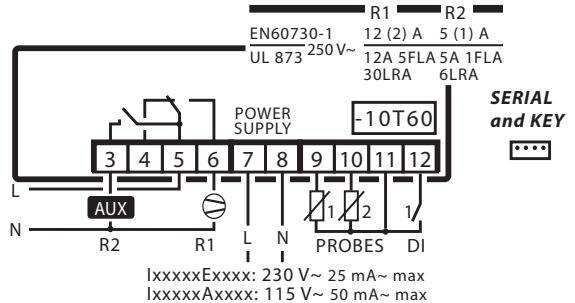 R1 R2
EN60730-1 250 V~ 12 (2) A 5 (1) A
UL 873 12A 5FLA 5A 1FLA
30LRA 6LRA
SERIAL
and KEY
POWER
SUPPLY
-10T60
3 4 5 6 7 8 9 10 11 12
L
AUX
1 2 1
N
R2 R1 L N PROBES DI
IxxxxxExxxx: 230 V~ 25 mA~ max
IxxxxxAxxxx: 115 V~ 50 mA~ max